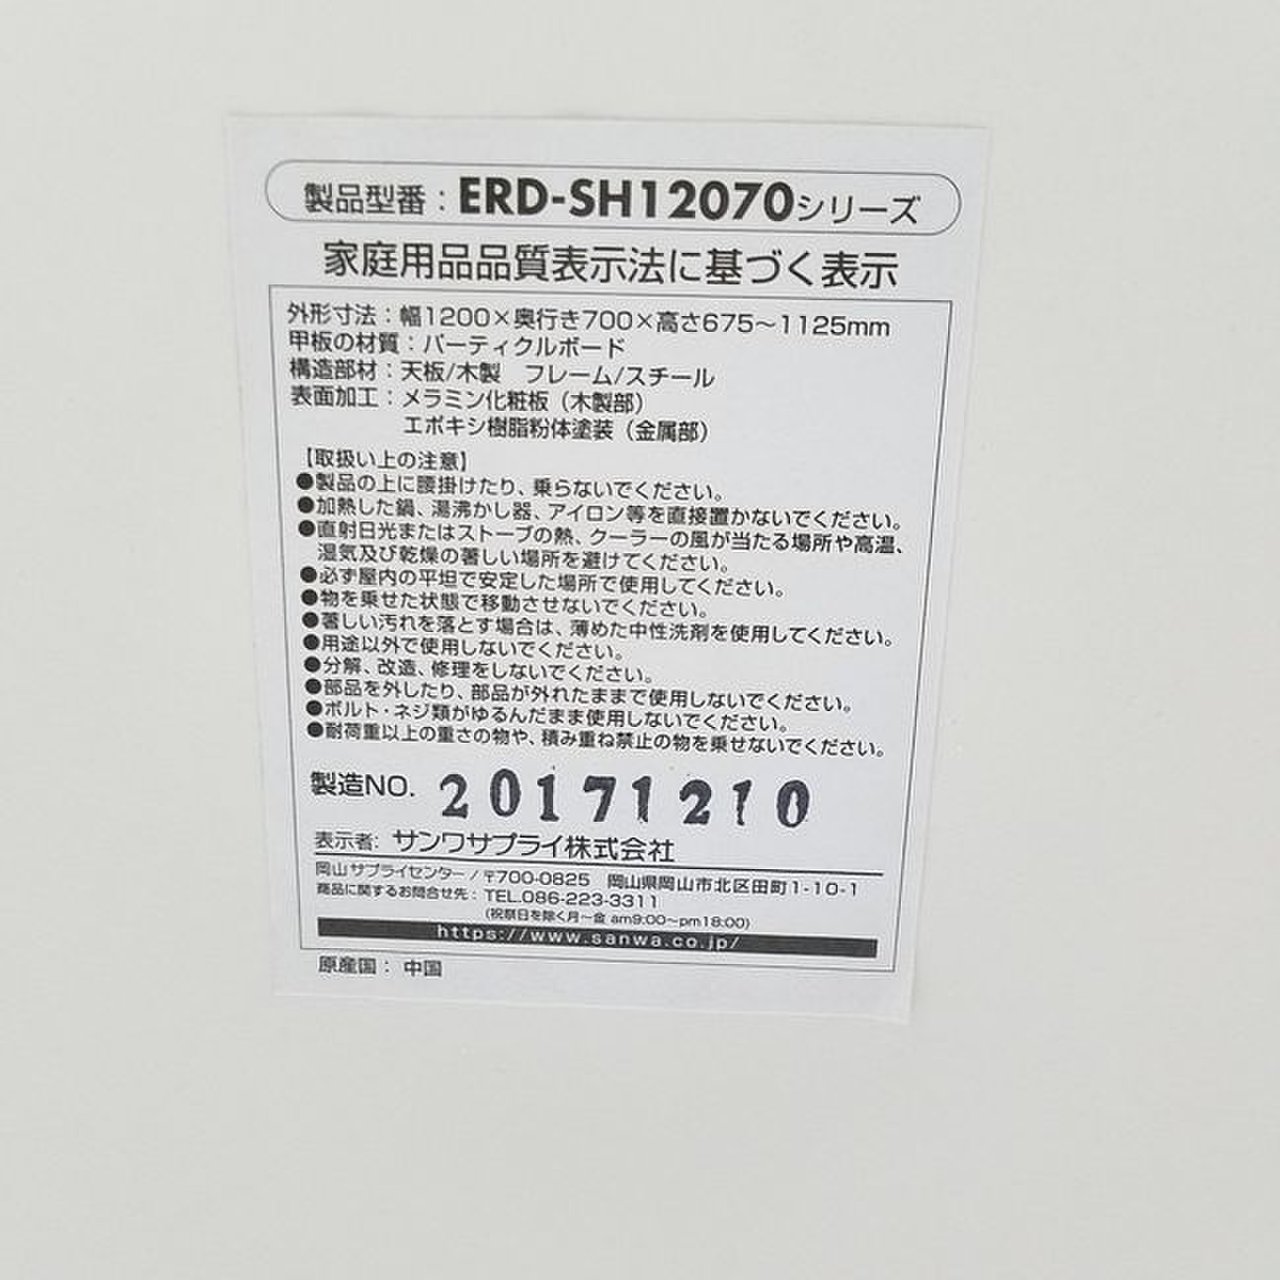 製品型番：ERD-SH12070シリーズ
家庭用品品質表示法に基づく表示
外形寸法：幅1200×奥行き700×高さ675～1125mm
甲板の材質：パーティクルボード
構造部材：天板/木製　フレーム/スチール
表面加工：メラミン化粧板（木製部）
エポキシ樹脂粉体塗装（金属部）
【取扱い上の注意】
●製品の上に腰掛けたり、乗らないでください。
●加熱した鍋、湯沸かし器、アイロン等を直接置かないでください。
●直射日光またはストーブの熱、クーラーの風が当たる場所や高温、
湿気及び乾燥の著しい場所を避けてください。
●必ず屋内の平坦で安定した場所で使用してください。
●物を乗せた状態で移動させないでください。
●著しい汚れを落とす場合は、薄めた中性洗剤を使用してください。
●用途以外で使用しないでください。
●分解、改造、修理をしないでください。
●部品を外したり、部品が外れたままで使用しないでください。
●ボルト・ネジ類がゆるんだまま使用しないでください。
●耐荷重以上の重さの物や、積み重ね禁止の物を乗せないでください。
製造NO. 20171210
表示者: サンワサプライ株式会社
岡山サプライセンター/〒700-0825　岡山県岡山市北区田町1-10-1
商品に関するお問合せ先：TEL.086-223-3311
(祝祭日を除く月～金 am9:00～pm18:00)
https://www.sanwa.co.jp/
原産国：中国